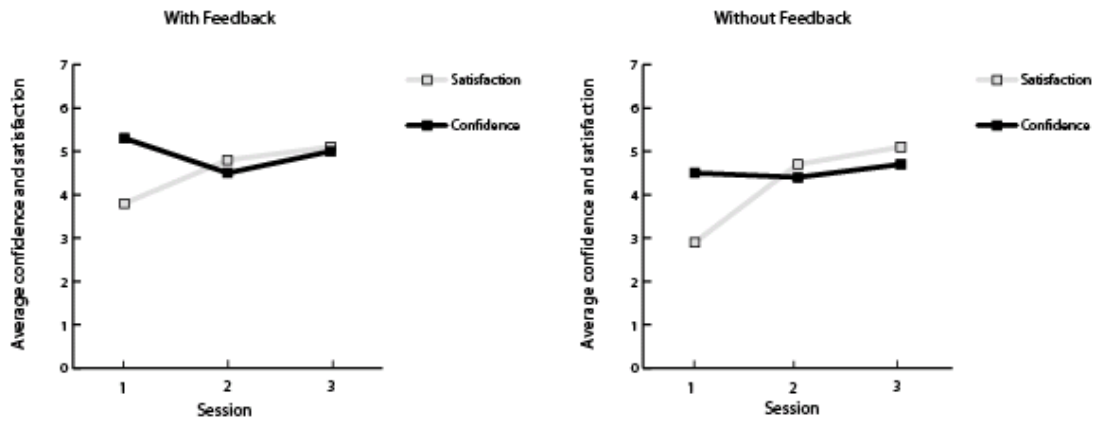 With Feedback
Average confidence and satisfaction
7
6
5
4
3
2
1
0
1 2 3
Session
Satisfaction
Confidence
Without Feedback
Average confidence and satisfaction
7
6
5
4
3
2
1
0
1 2 3
Session
Satisfaction
Confidence